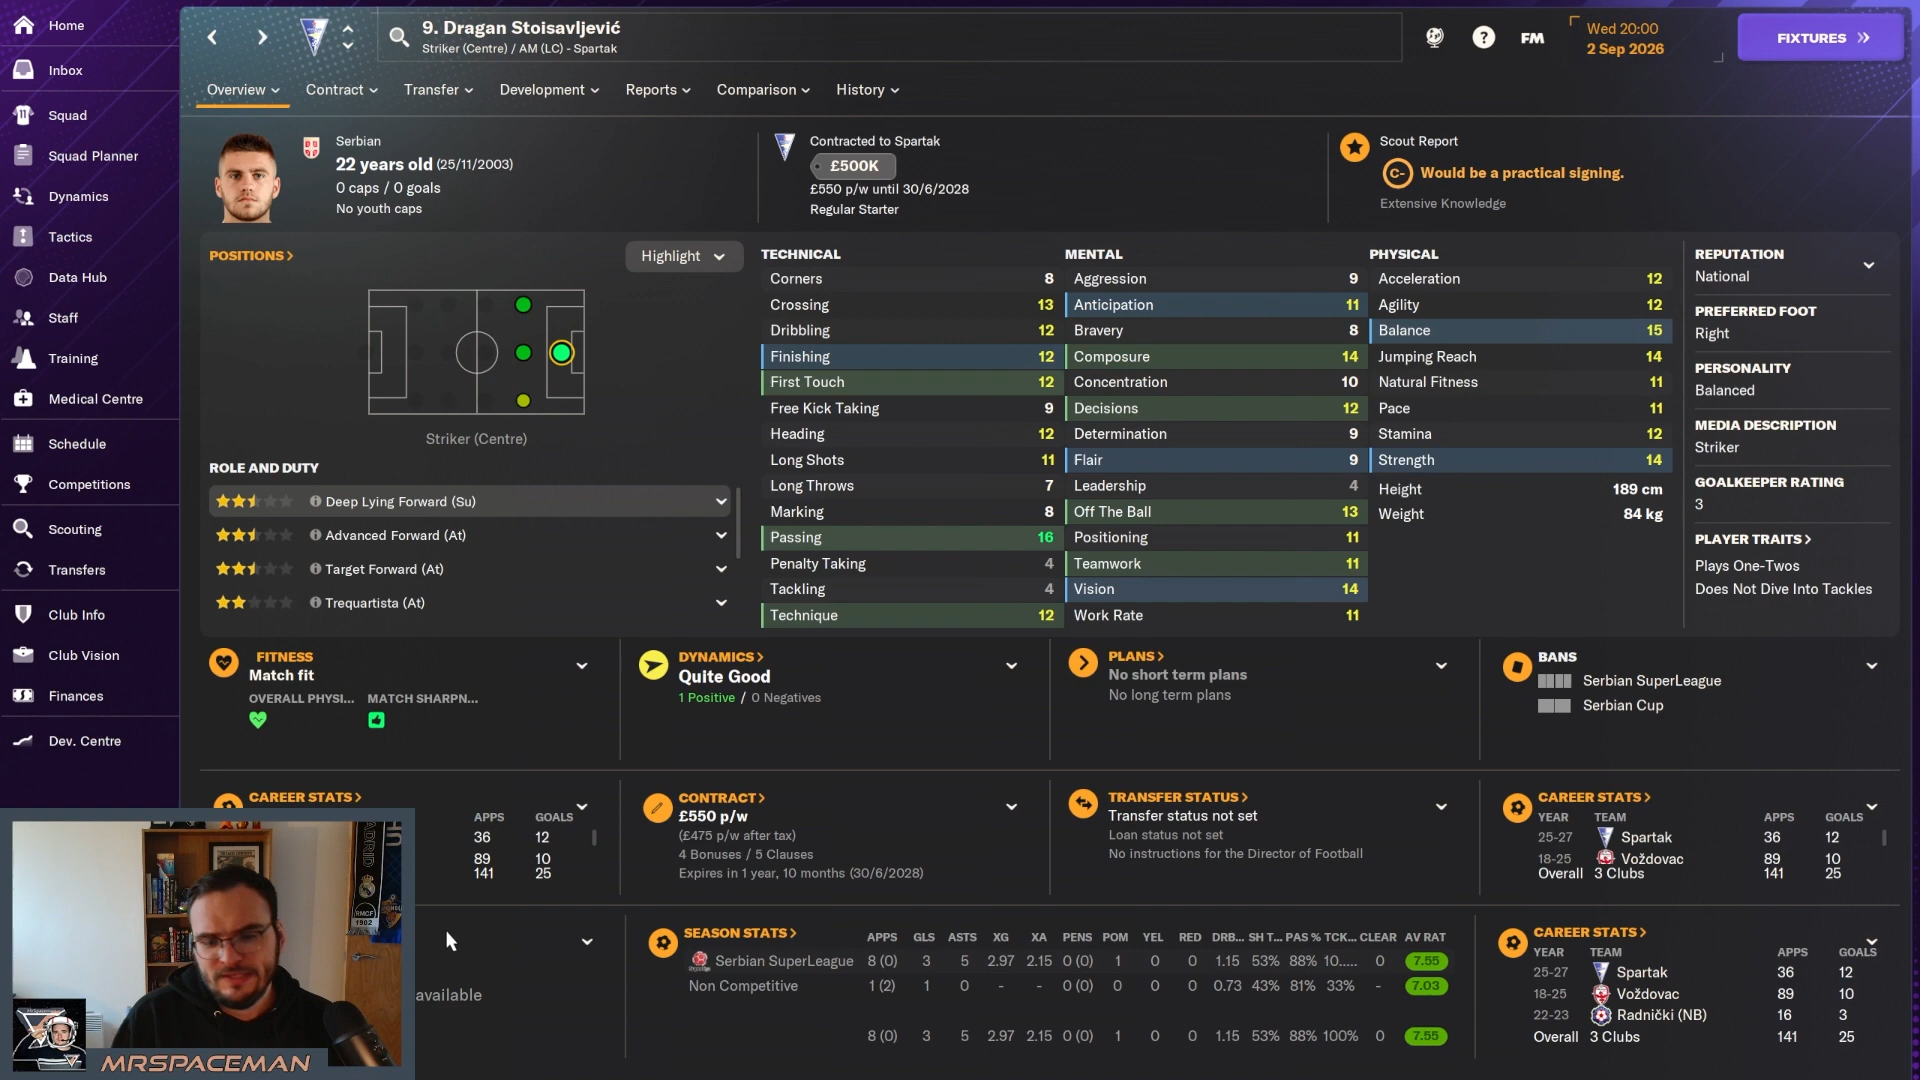 Home
Inbox
Squad
Squad Planner
Dynamics
Tactics
Data Hub
Staff
Training
Medical Centre
Schedule
Competitions
Scouting
Transfers
Club Info
Club Vision
Finances
Dev. Centre
9. Dragan Stoisavljević
Striker (Centre) / AM (LC) - Spartak
? FM
Wed 20:00
2 Sep 2026
FIXTURES
Overview Contract Transfer Development Reports Comparison History
Serbian
22 years old (25/11/2003)
0 caps / 0 goals
No youth caps
Contracted to Spartak
£500K
£550 p/w until 30/6/2028
Regular Starter
Scout Report
C- Would be a practical signing.
Extensive Knowledge
POSITIONS >
Highlight
Striker (Centre)
ROLE AND DUTY
Deep Lying Forward (Su)
Advanced Forward (At)
Target Forward (At)
Trequartista (At)
TECHNICAL
Corners 8
Crossing 13
Dribbling 12
Finishing 12
First Touch 12
Free Kick Taking 9
Heading 12
Long Shots 11
Long Throws 7
Marking 8
Passing 16
Penalty Taking 4
Tackling 4
Technique 12
MENTAL
Aggression 9
Anticipation 11
Bravery 8
Composure 14
Concentration 10
Decisions 12
Determination 9
Flair 9
Leadership 4
Off The Ball 13
Positioning 11
Teamwork 11
Vision 14
Work Rate 11
PHYSICAL
Acceleration 12
Agility 12
Balance 15
Jumping Reach 14
Natural Fitness 11
Pace 11
Stamina 12
Strength 14
Height 189 cm
Weight 84 kg
REPUTATION
National
PREFERRED FOOT
Right
PERSONALITY
Balanced
MEDIA DESCRIPTION
Striker
GOALKEEPER RATING
3
PLAYER TRAITS >
Plays One-Twos
Does Not Dive Into Tackles
FITNESS
Match fit
OVERALL PHYSI... MATCH SHARPN...
DYNAMICS >
Quite Good
1 Positive / 0 Negatives
PLANS >
No short term plans
No long term plans
BANS
Serbian SuperLeague
Serbian Cup
CAREER STATS >
APPS GOALS
36 12
89 10
141 25
CONTRACT >
£550 p/w
(£475 p/w after tax)
4 Bonuses / 5 Clauses
Expires in 1 year, 10 months (30/6/2028)
TRANSFER STATUS >
Transfer status not set
Loan status not set
No instructions for the Director of Football
CAREER STATS >
YEAR TEAM APPS GOALS
25-27 Spartak 36 12
18-25 Voždovac 89 10
Overall 3 Clubs 141 25
available
SEASON STATS > APPS GLS ASTS XG XA PENS POM YEL RED DRB... SH T... PAS % TCK... CLEAR AV RAT
Serbian SuperLeague 8 (0) 3 5 2.97 2.15 0 (0) 1 0 0 1.15 53% 88% 10..... 0 7.55
Non Competitive 1 (2) 1 0 - - 0 (0) 0 0 0 0.73 43% 81% 33% - 7.03
8 (0) 3 5 2.97 2.15 0 (0) 1 0 0 1.15 53% 88% 100% 0 7.55
CAREER STATS >
YEAR TEAM APPS GOALS
25-27 Spartak 36 12
18-25 Voždovac 89 10
22-23 Radnički (NB) 16 3
Overall 3 Clubs 141 25
MADRID
RMCF
1902
MRSPACEMAN